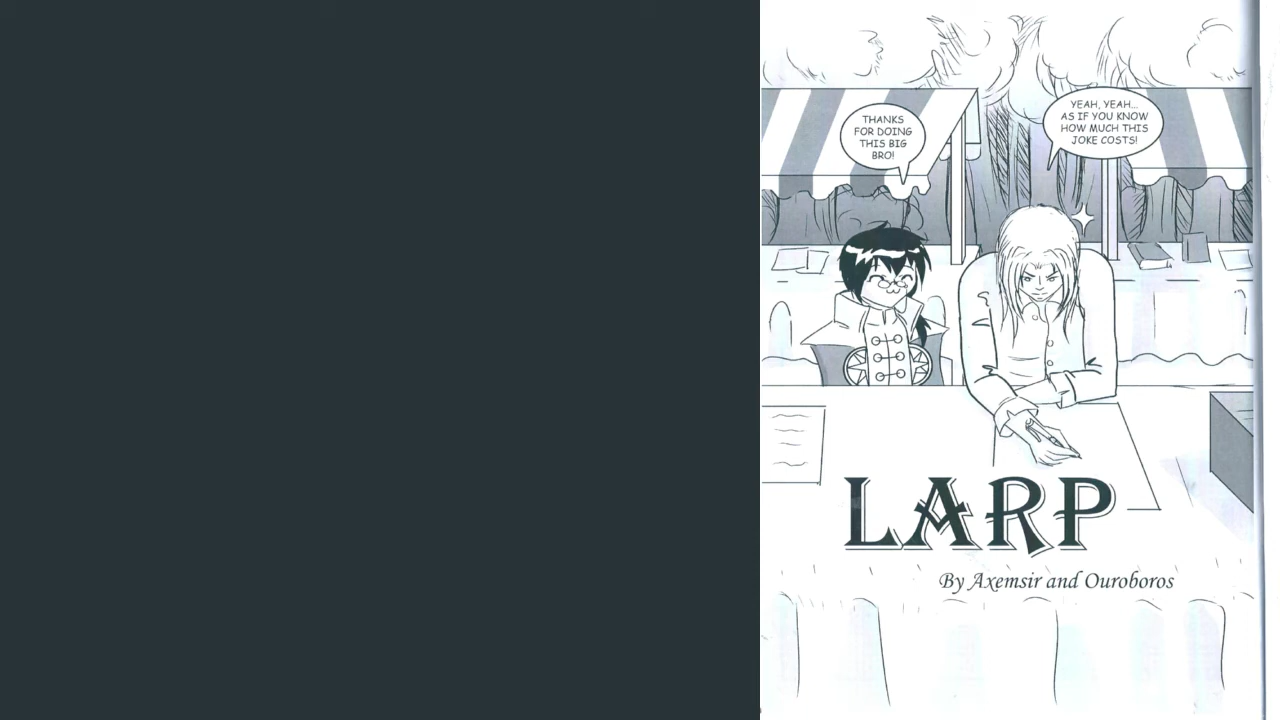 THANKS
FOR DOING
THIS BIG
BRO!
YEAH, YEAH...
AS IF YOU KNOW
HOW MUCH THIS
JOKE COSTS!
LARP
By Axemsir and Ouroboros